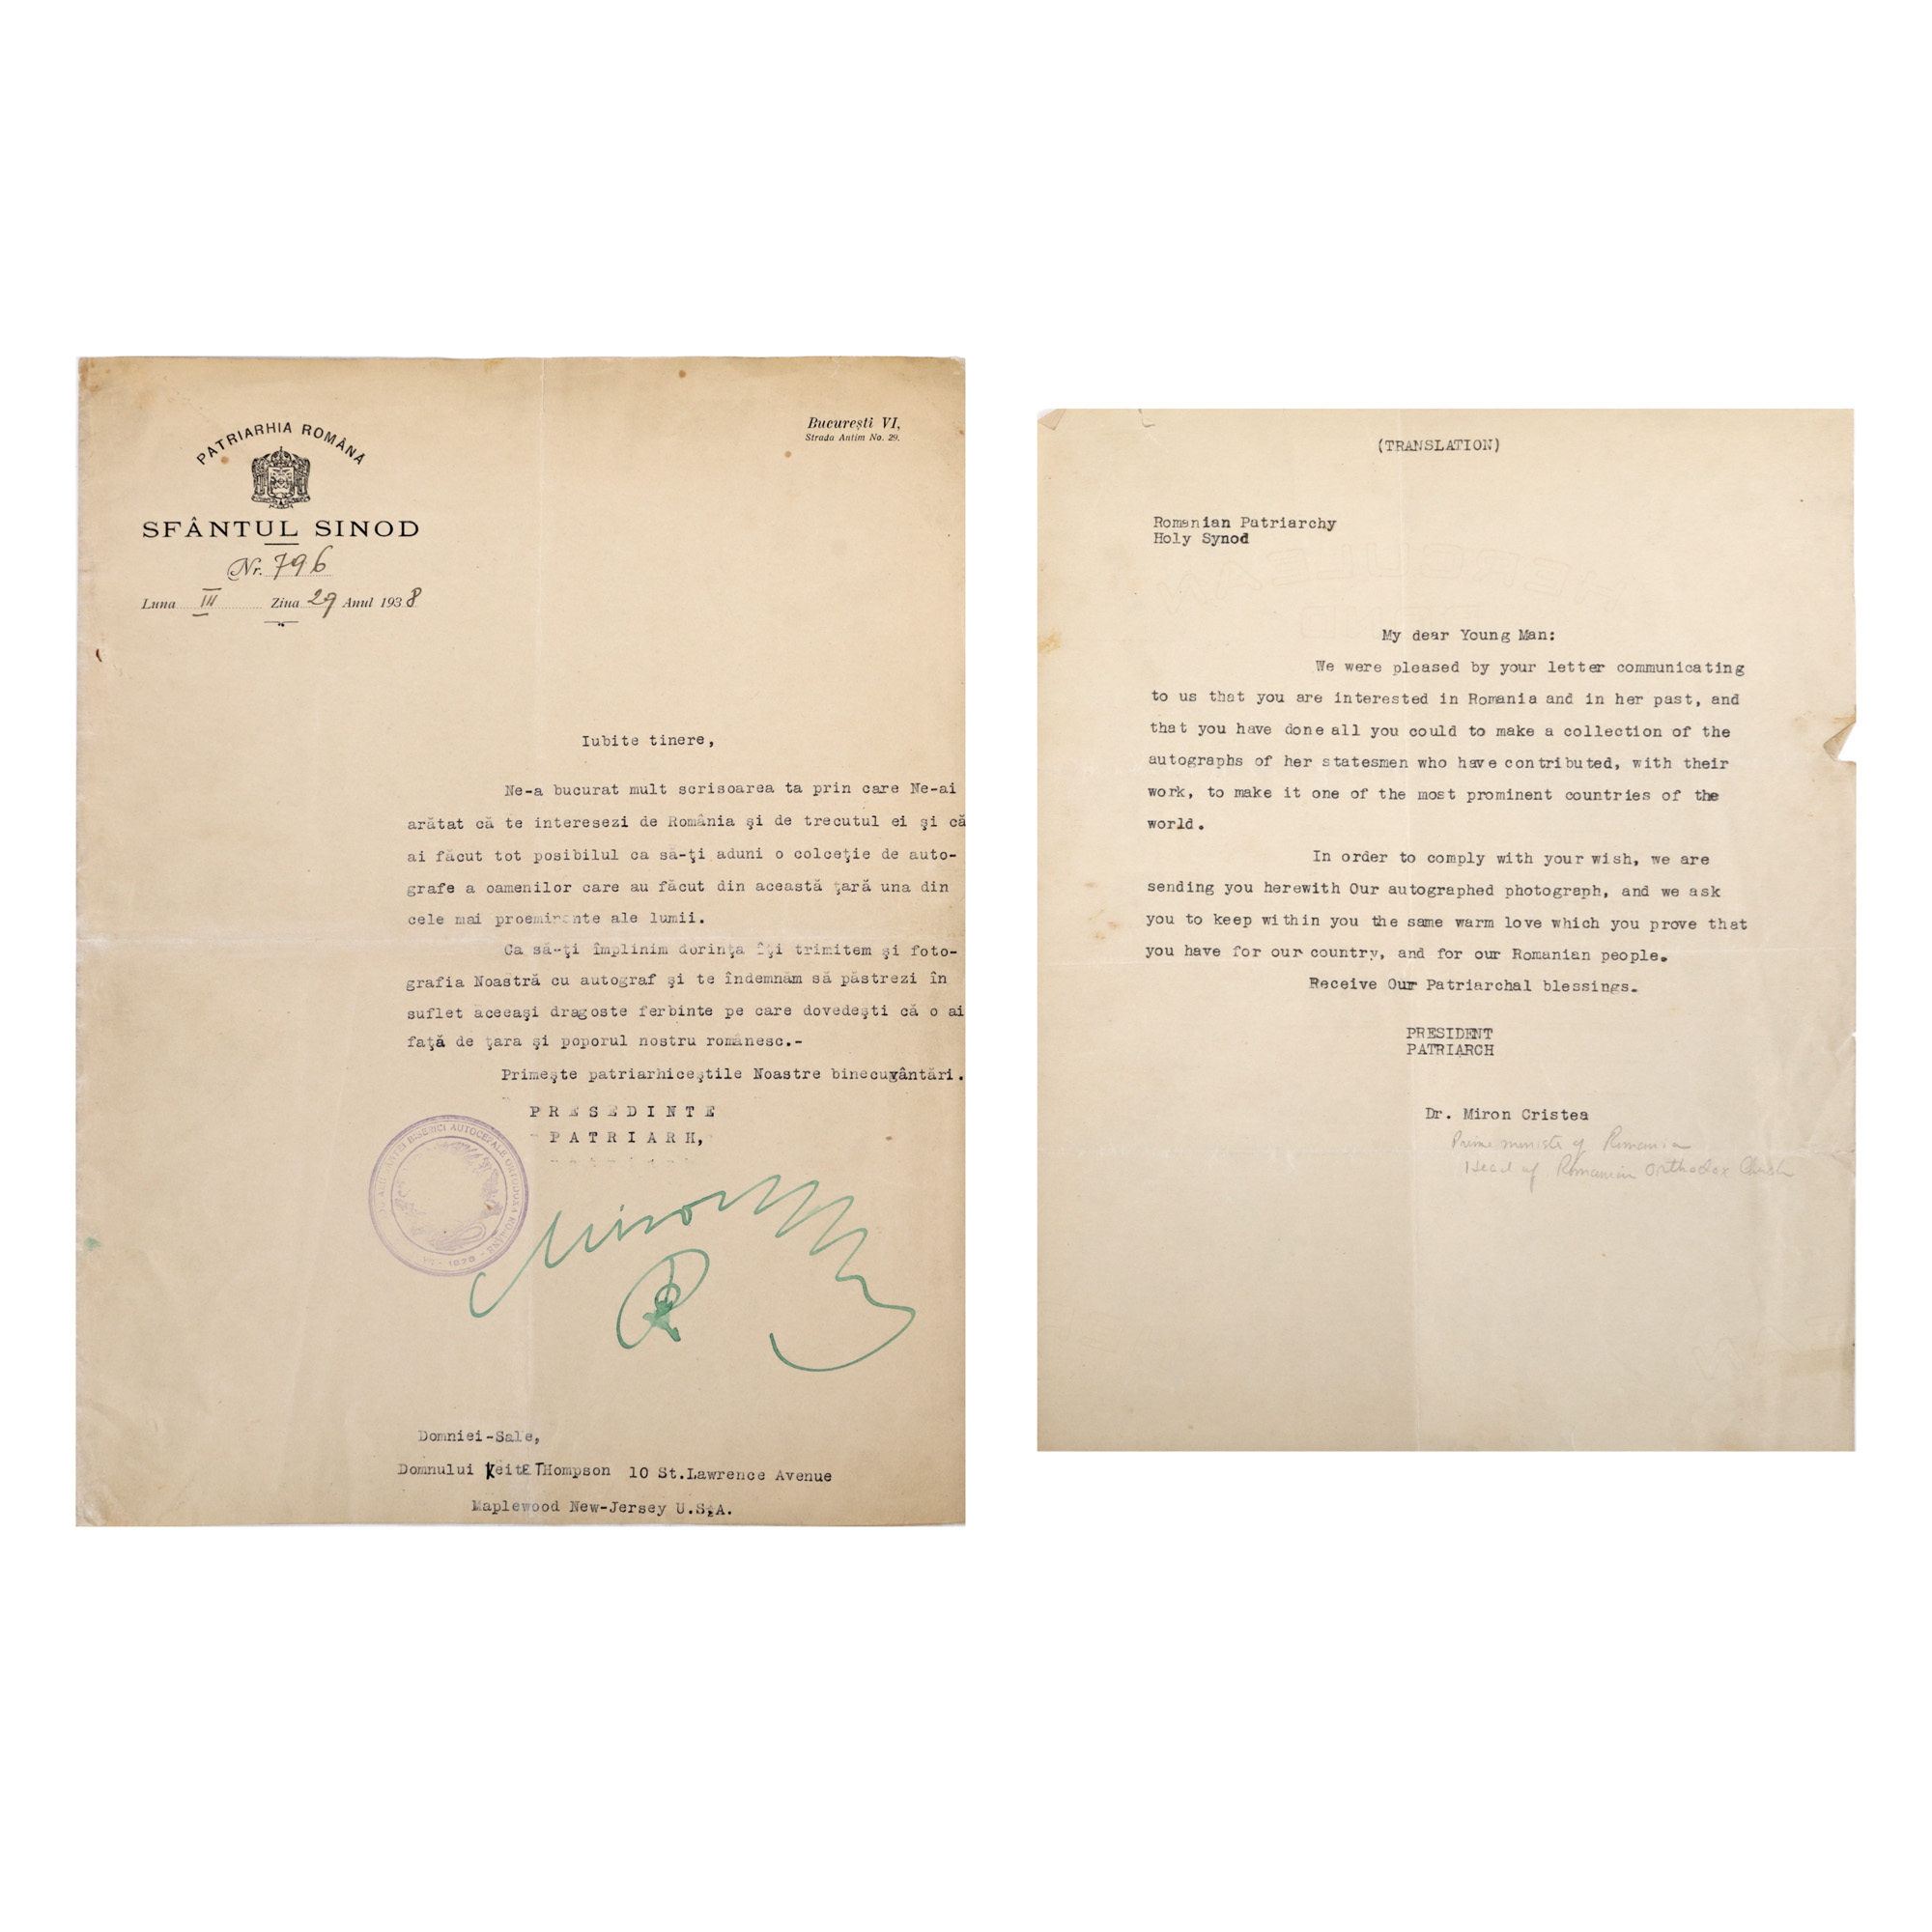 PATRIARHIA ROMÂNĂ
SFÂNTUL SINOD
Nr. 796
Luna III Ziua 29 Anul 1938
Bucureşti VI,
Strada Antim No. 29.
Iubite tinere,
Ne-a bucurat mult scrisoarea ta prin care Ne-ai
arătat că te interesezi de România şi de trecutul ei şi că
ai făcut tot posibilul ca să-ţi aduni o colceţie de auto-
grafe a oamenilor care au făcut din această ţară una din
cele mai proeminente ale lumii.
Ca să-ţi împlinim dorinţa îţi trimitem şi foto-
grafia Noastră cu autograf şi te îndemnăm să păstrezi în
suflet aceeaşi dragoste ferbinte pe care dovedeşti că o ai
faţă de ţara şi poporul nostru românesc.-
Primeşte patriarhiceştile Noastre binecuvântări.
PRESEDINTE
PATRIARH,
BISERICI AUTOCEFALE ORTODOXA ROMÂNE
Miron
Domniei-Sale,
Domnului Keith Thompson 10 St.Lawrence Avenue
Maplewood New-Jersey U.S.A.
(TRANSLATION)
Romanian Patriarchy
Holy Synod
My dear Young Man:
We were pleased by your letter communicating
to us that you are interested in Romania and in her past, and
that you have done all you could to make a collection of the
autographs of her statesmen who have contributed, with their
work, to make it one of the most prominent countries of the
world.
In order to comply with your wish, we are
sending you herewith Our autographed photograph, and we ask
you to keep within you the same warm love which you prove that
you have for our country, and for our Romanian people.
Receive Our Patriarchal blessings.
PRESIDENT
PATRIARCH
Dr. Miron Cristea
Prime minister of Romania
Head of Romanian Orthodox Church